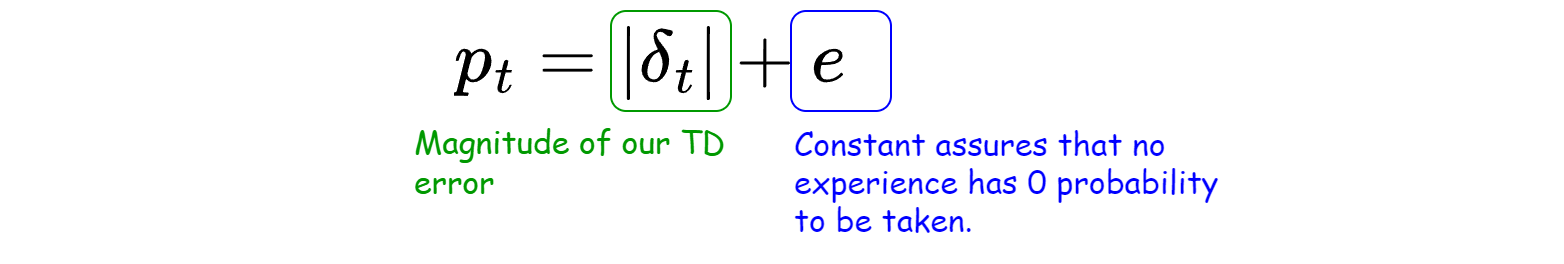 p_t = |δ_t| + e
Magnitude of our TD
error
Constant assures that no
experience has 0 probability
to be taken.